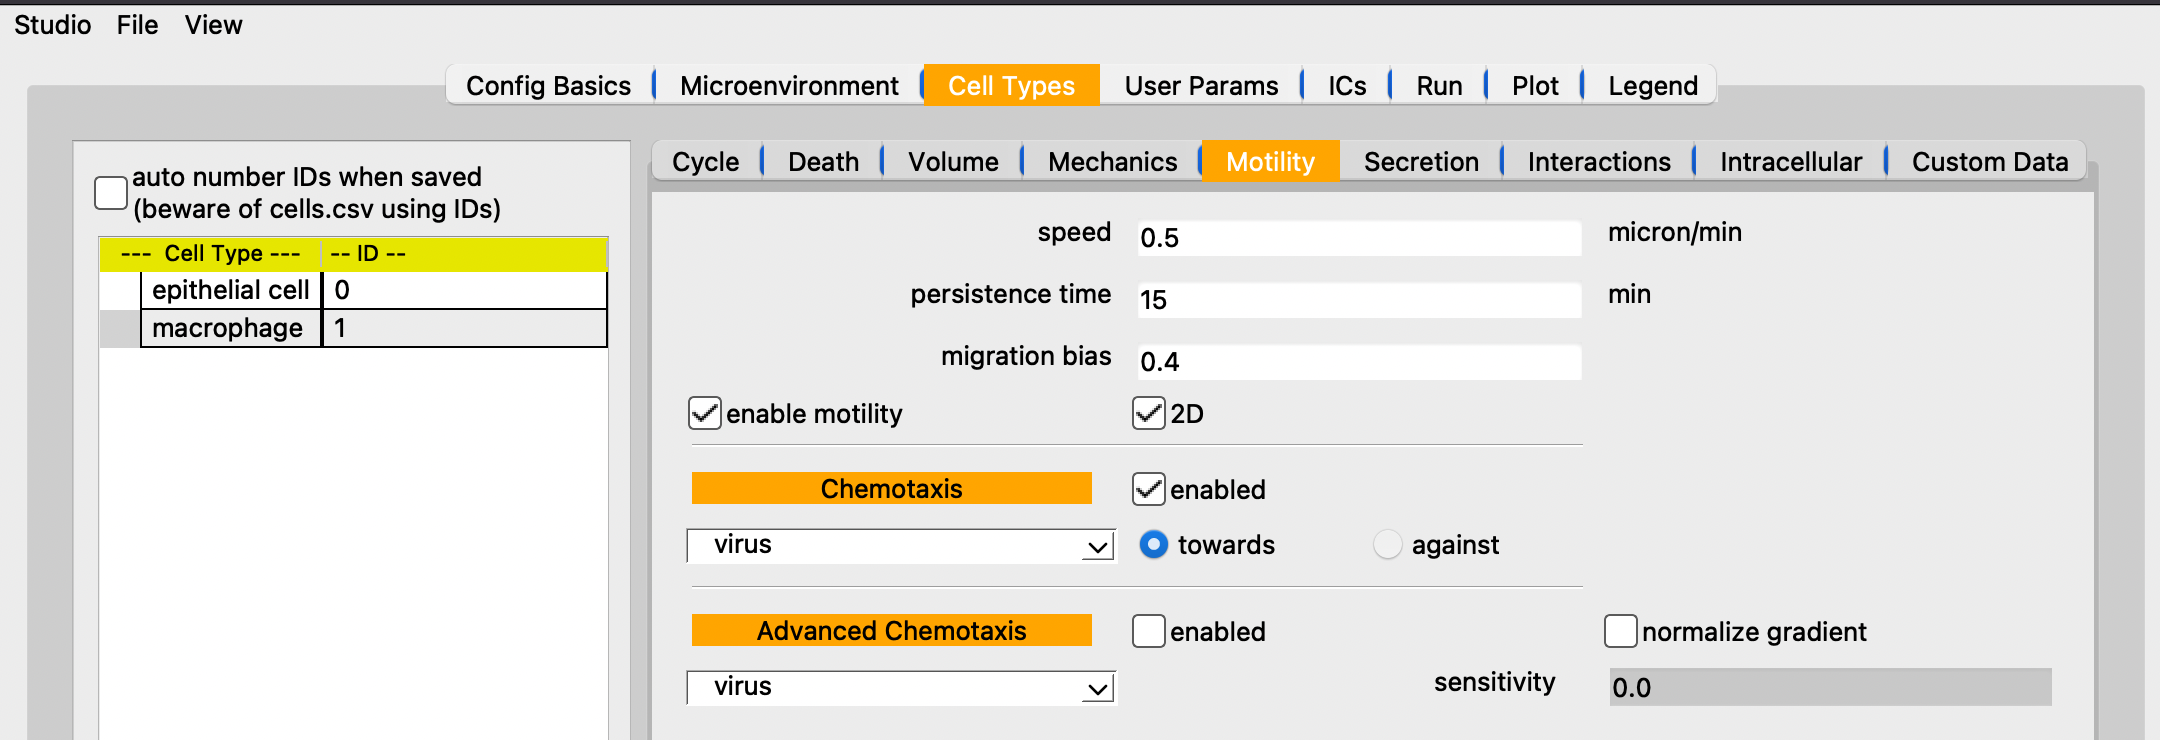 Studio File View
Config Basics Microenvironment Cell Types User Params ICs Run Plot Legend
auto number IDs when saved
(beware of cells.csv using IDs)
--- Cell Type --- -- ID --
epithelial cell 0
macrophage 1
Cycle Death Volume Mechanics Motility Secretion Interactions Intracellular Custom Data
speed 0.5 micron/min
persistence time 15 min
migration bias 0.4
enable motility 2D
Chemotaxis enabled
virus towards against
Advanced Chemotaxis enabled normalize gradient
virus sensitivity 0.0